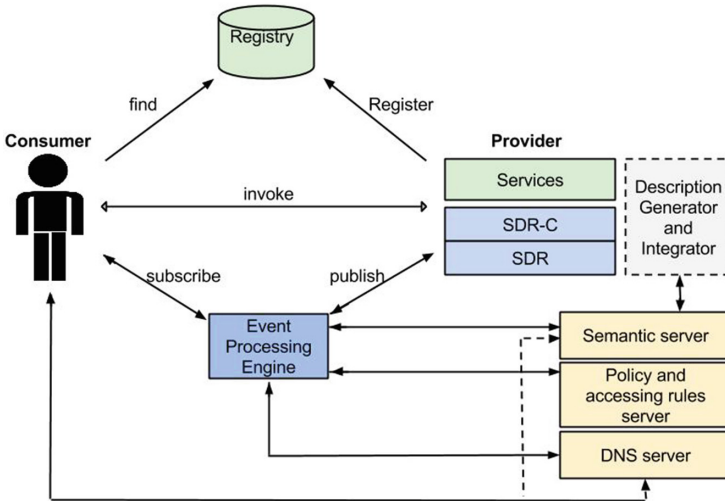 Registry
find
Register
Consumer
Provider
Services
invoke
SDR-C
SDR
Description
Generator
and
Integrator
subscribe
publish
Event
Processing
Engine
Semantic server
Policy and
accessing rules
server
DNS server